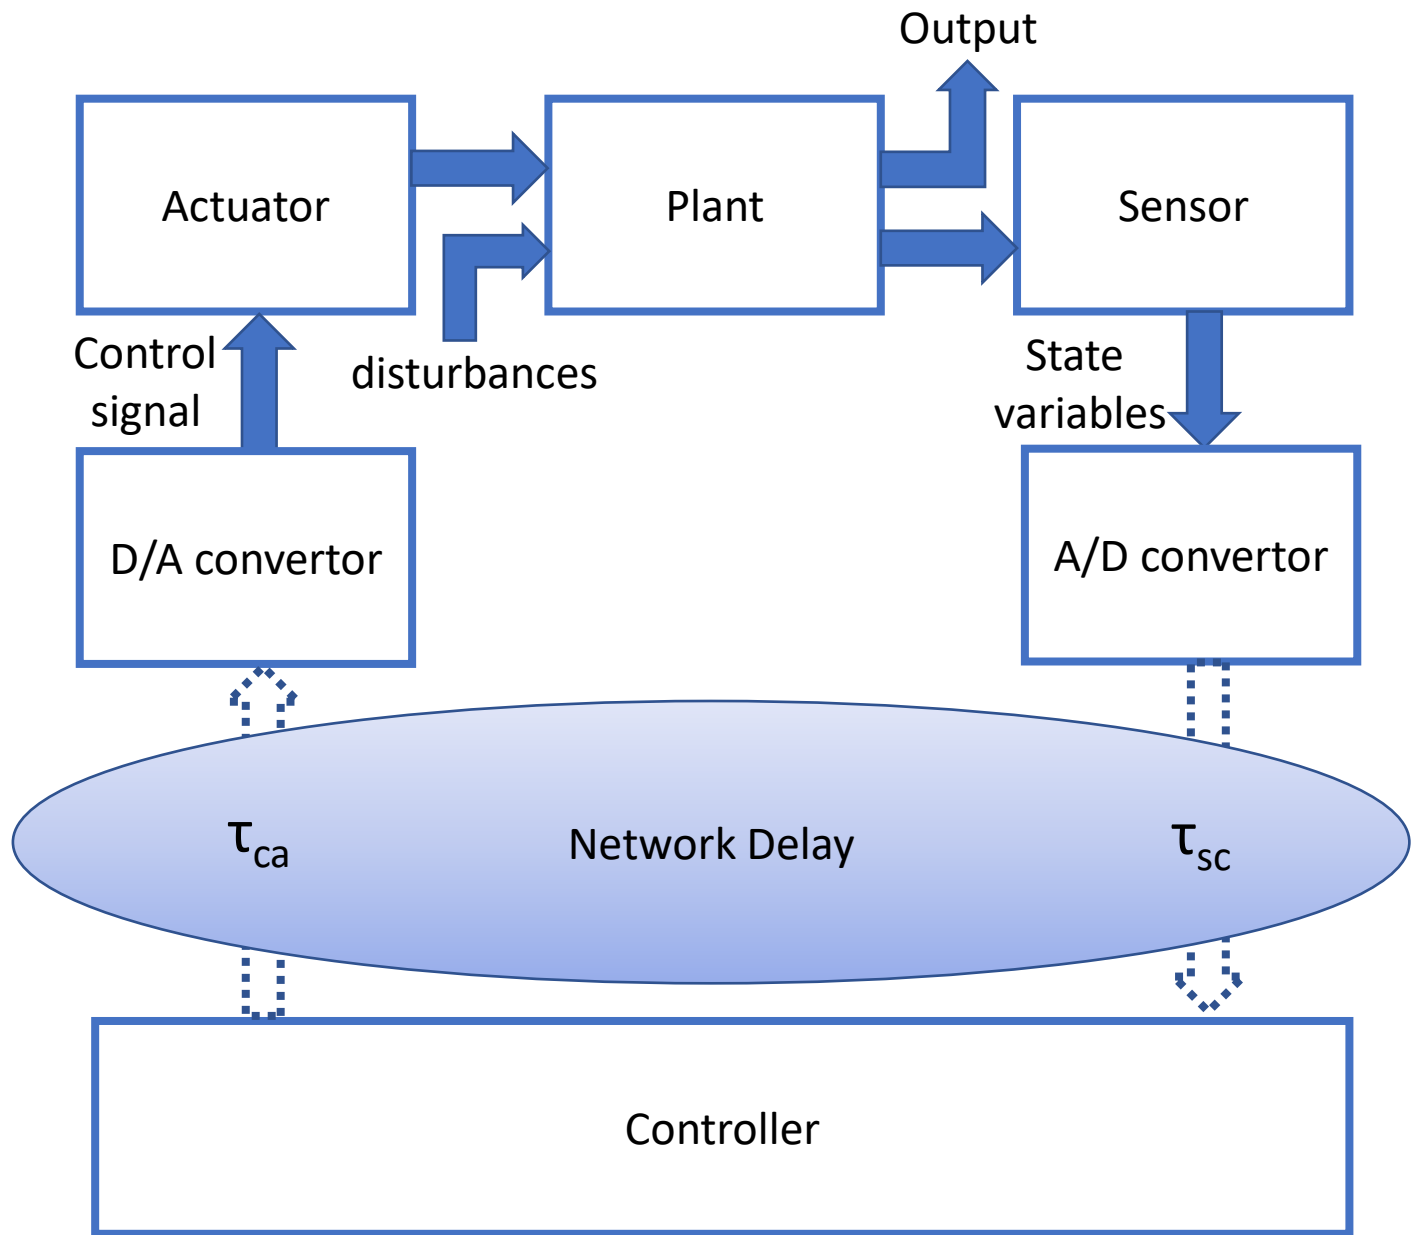 Output
Actuator
Plant
Sensor
Control
signal
disturbances
State
variables
D/A convertor
A/D convertor
τca
Network Delay
τsc
Controller